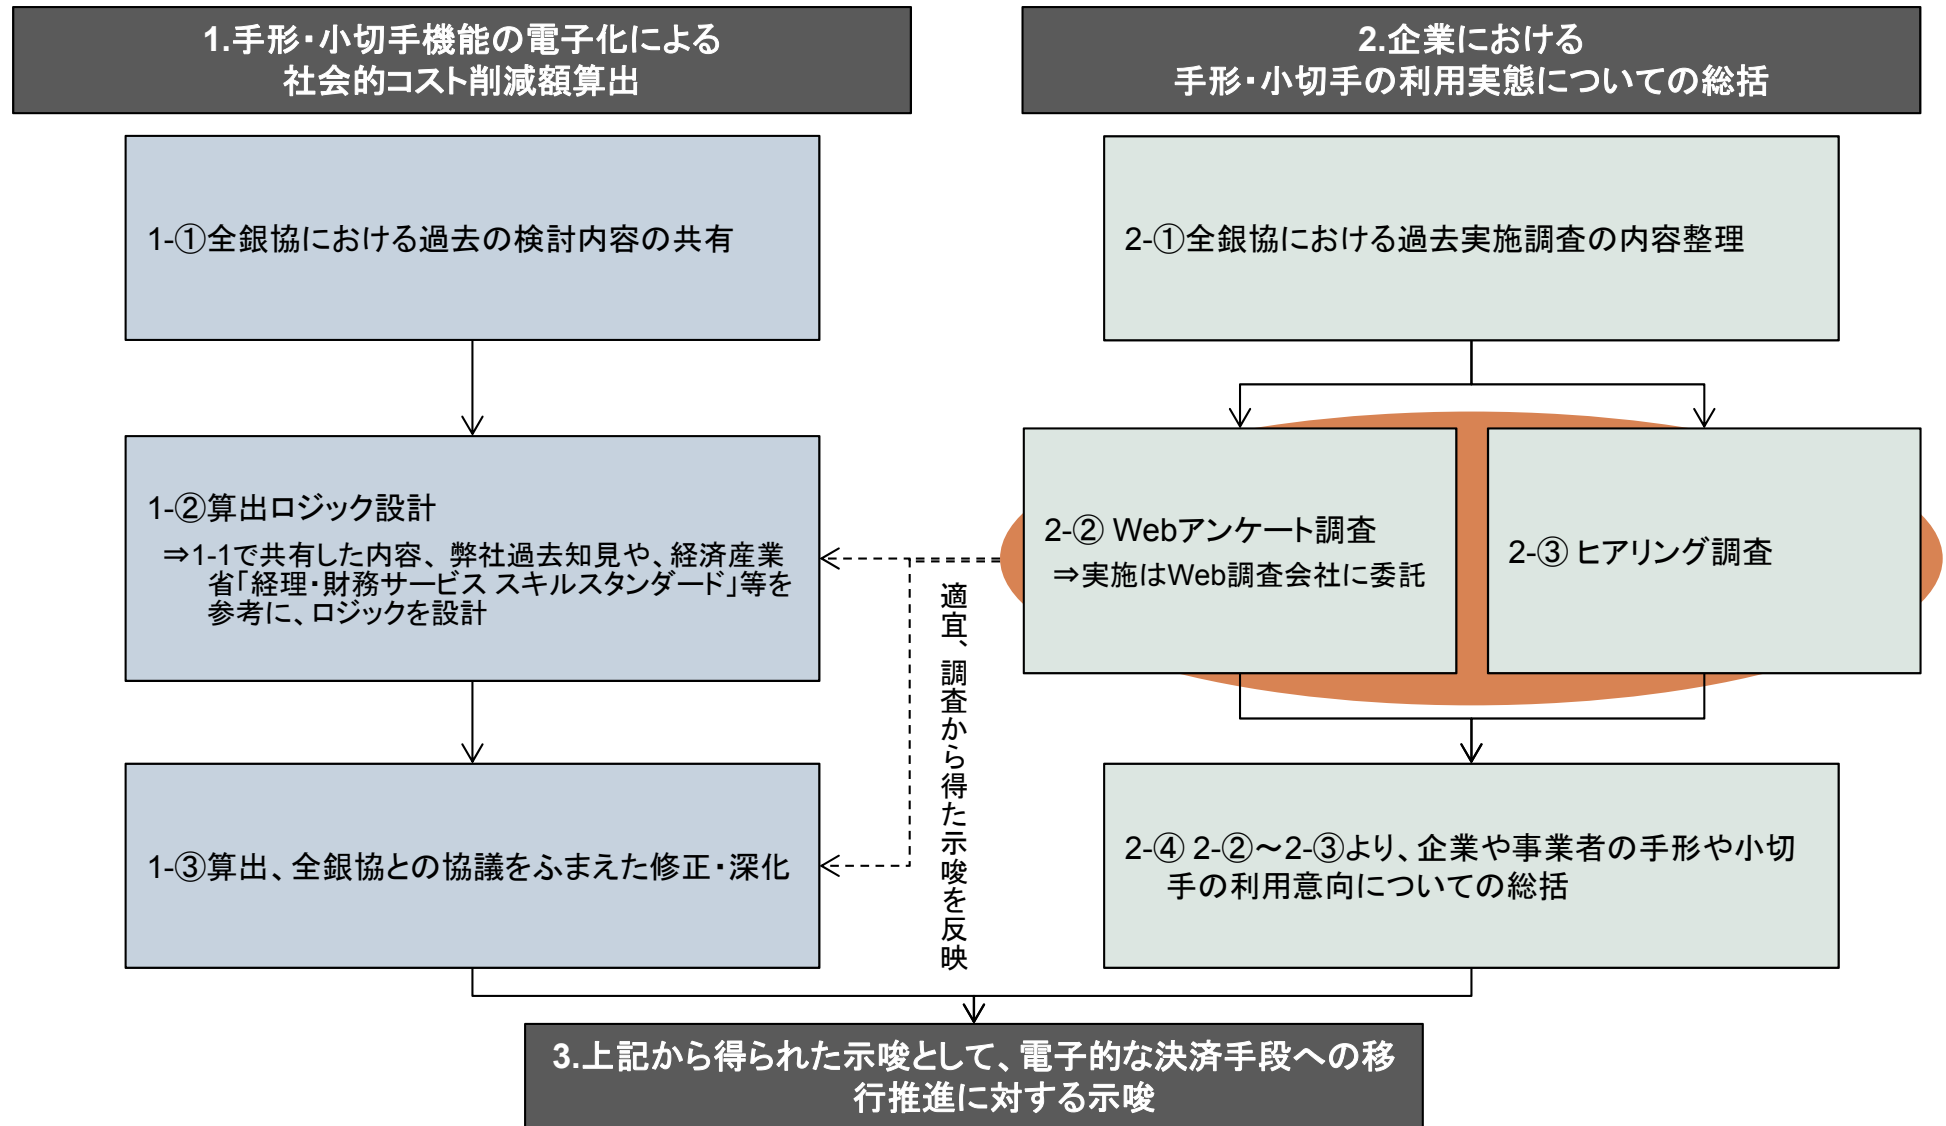 1.手形・小切手機能の電子化による
社会的コスト削減額算出
1-①全銀協における過去の検討内容の共有
1-②算出ロジック設計
⇒1-1で共有した内容、弊社過去知見や、経済産業
省「経理・財務サービス スキルスタンダード」等を
参考に、ロジックを設計
1-③算出、全銀協との協議をふまえた修正・深化
適宜、調査から得た示唆を反映
2.企業における
手形・小切手の利用実態についての総括
2-①全銀協における過去実施調査の内容整理
2-② Webアンケート調査
⇒実施はWeb調査会社に委託
2-③ ヒアリング調査
2-④ 2-②～2-③より、企業や事業者の手形や小切
手の利用意向についての総括
3.上記から得られた示唆として、電子的な決済手段への移
行推進に対する示唆